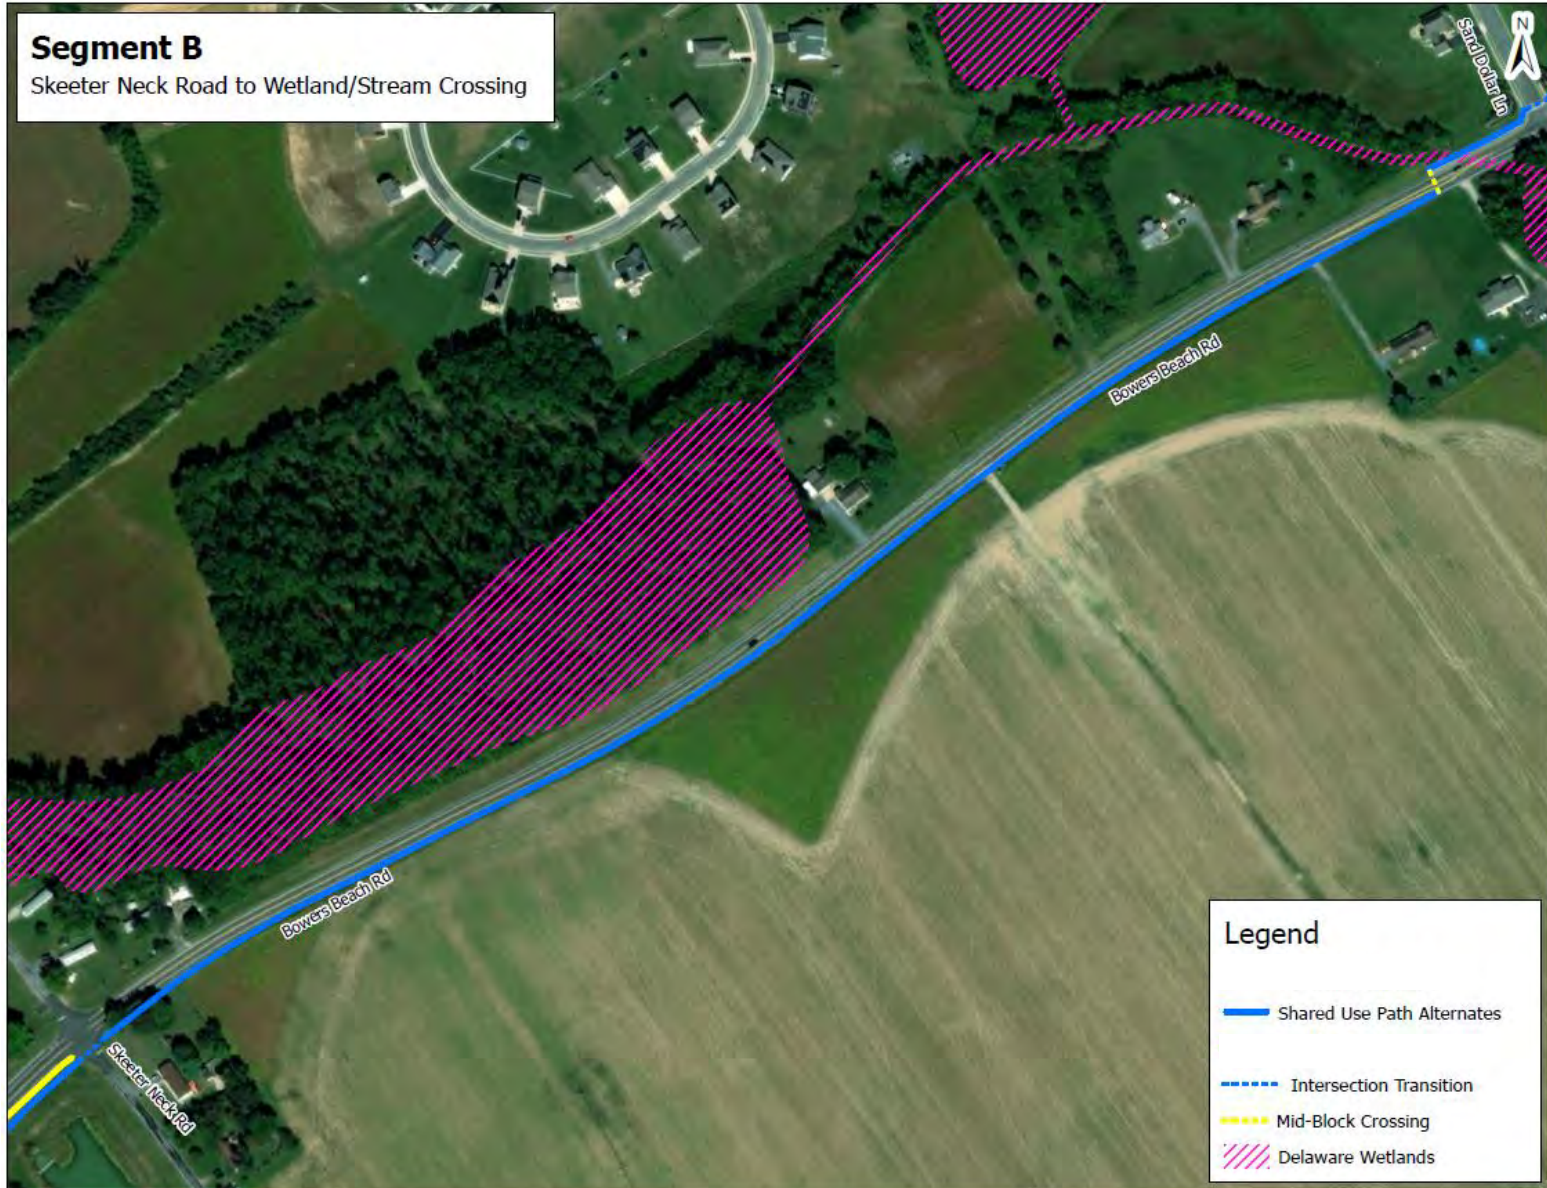 Segment B
Skeeter Neck Road to Wetland/Stream Crossing
N
Sand Dollar Ln
Bowers Beach Rd
Bowers Beach Rd
Skeeter Neck Rd
Legend
Shared Use Path Alternates
Intersection Transition
Mid-Block Crossing
Delaware Wetlands